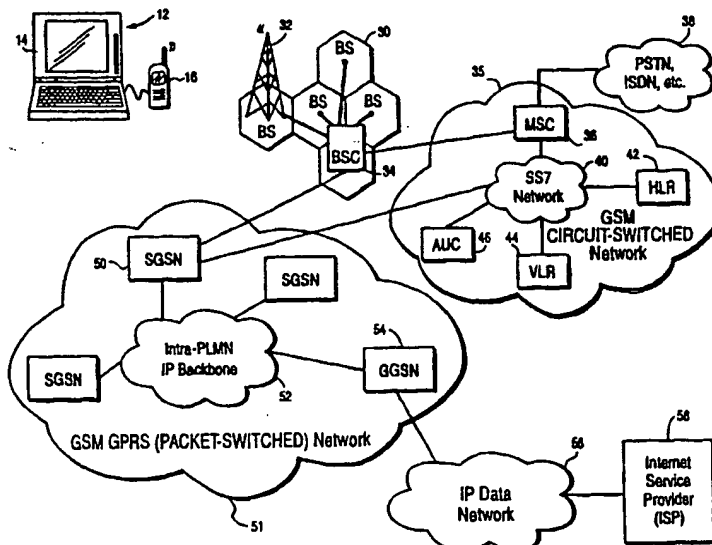 12
14
16
32
30
BS
BS
BS
BS
BSC
34
38
PSTN,
ISDN, etc.
35
MSC
36
40
42
SS7
Network
HLR
GSM
CIRCUIT-SWITCHED
Network
AUC
46
44
VLR
SGSN
50
SGSN
54
Intra-PLMN
IP Backbone
52
SGSN
GGSN
GSM GPRS (PACKET-SWITCHED) Network
51
56
IP Data
Network
58
Internet
Service
Provider
(ISP)